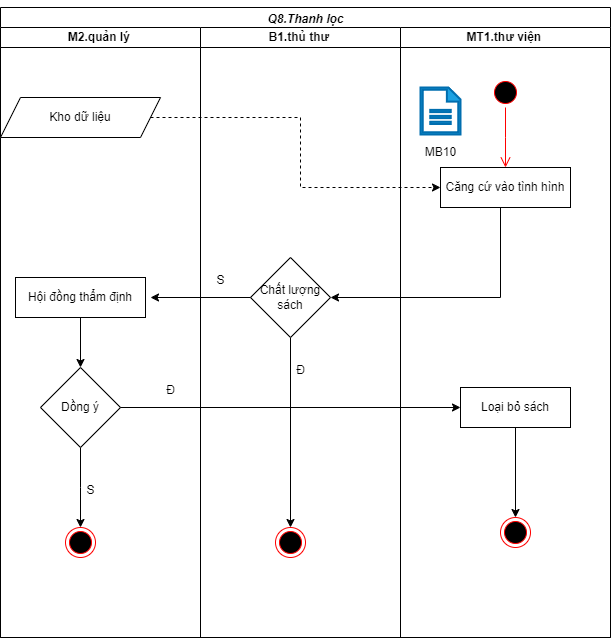 Q8.Thanh lọc
M2.quản lý
B1.thủ thư
MT1.thư viện
Kho dữ liệu
MB10
Căng cứ vào tình hình
S
Chất lượng
sách
Hội đồng thẩm định
Đ
Đ
Dồng ý
Loại bỏ sách
S